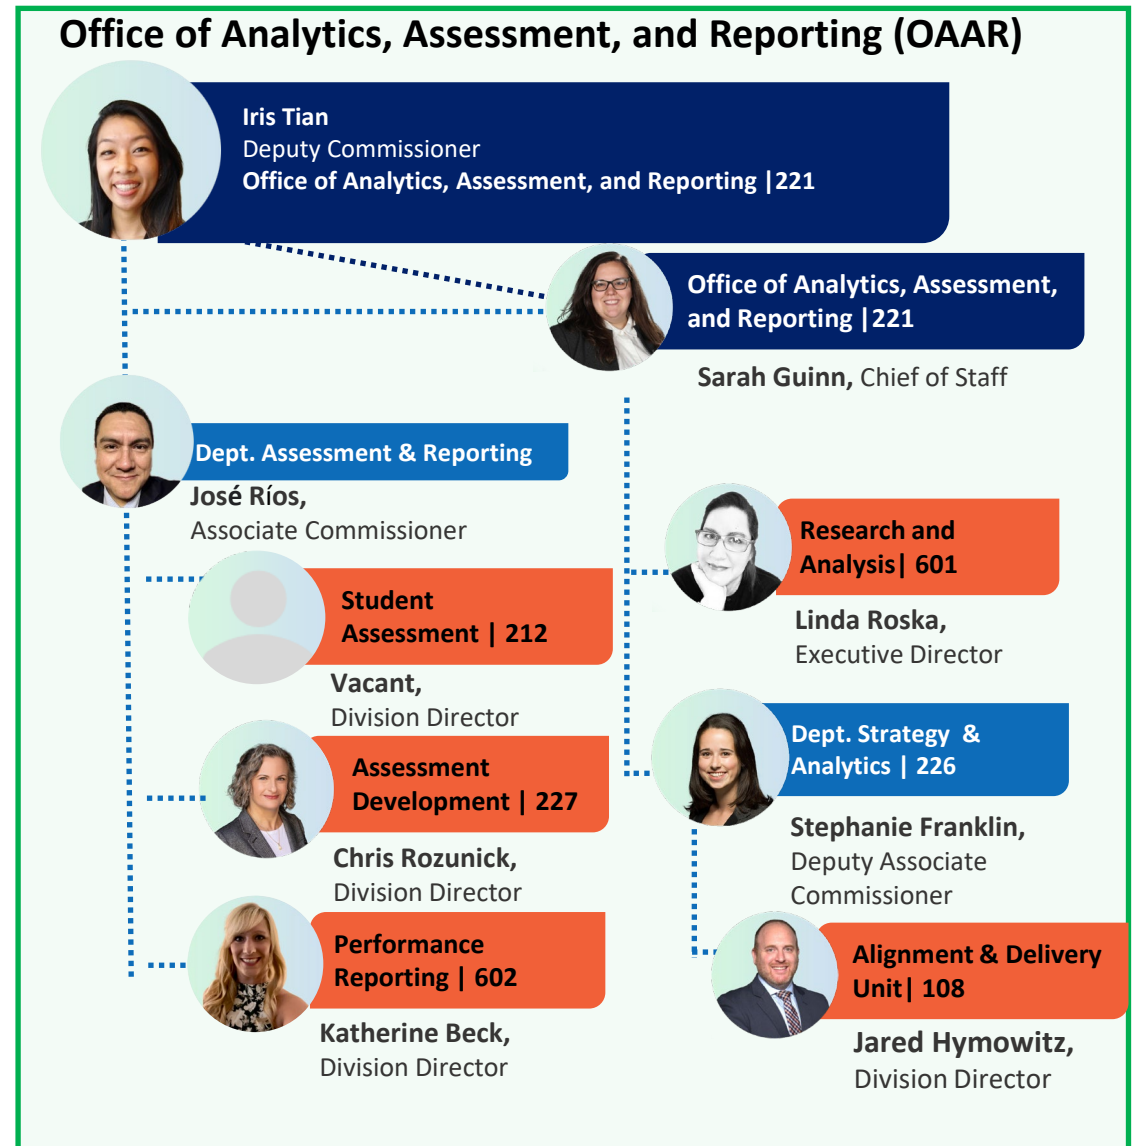 Office of Analytics, Assessment, and Reporting (OAAR)
Iris Tian
Deputy Commissioner
Office of Analytics, Assessment, and Reporting |221
Office of Analytics, Assessment,
and Reporting |221
Sarah Guinn, Chief of Staff
Dept. Assessment & Reporting
José Ríos,
Associate Commissioner
Student
Assessment | 212
Vacant,
Division Director
Assessment
Development | 227
Chris Rozunick,
Division Director
Performance
Reporting | 602
Katherine Beck,
Division Director
Research and
Analysis| 601
Linda Roska,
Executive Director
Dept. Strategy &
Analytics | 226
Stephanie Franklin,
Deputy Associate
Commissioner
Alignment & Delivery
Unit| 108
Jared Hymowitz,
Division Director